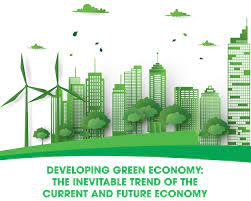 DEVELOPING GREEN ECONOMY:
THE INEVITABLE TREND OF THE
CURRENT AND FUTURE ECONOMY